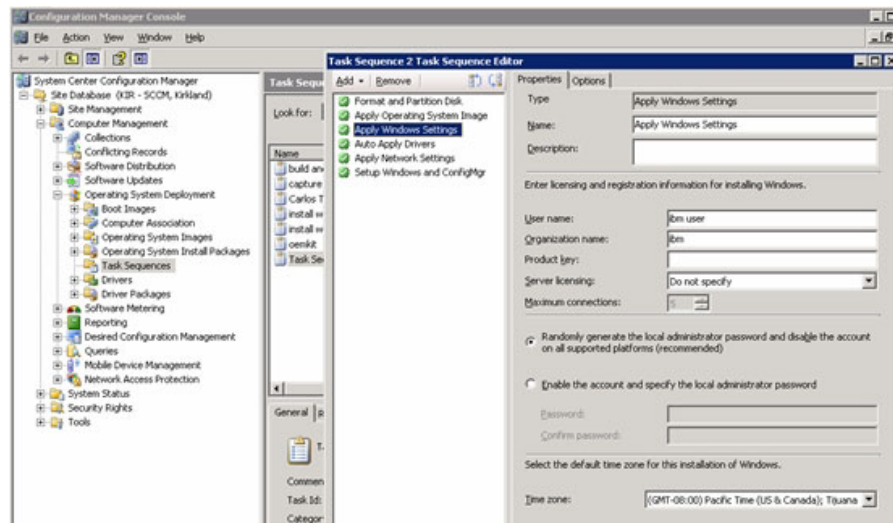 Configuration Manager Console
File Action View Window Help
System Center Configuration Manager
Site Database (KIR - SCCM, Kirkland)
Site Management
Computer Management
Collections
Conflicting Records
Software Distribution
Software Updates
Operating System Deployment
Boot Images
Computer Association
Operating System Images
Operating System Install Packages
Task Sequences
Drivers
Driver Packages
Software Metering
Reporting
Desired Configuration Management
Queries
Mobile Device Management
Network Access Protection
System Status
Security Rights
Tools
Task Sequ
Look for:
Name
build an
capture
Carlos T
install w
install w
oemkit
Task Se
General
Commen
Task Id:
Categor
Task Sequence 2 Task Sequence Editor
Add Remove
Format and Partition Disk
Apply Operating System Image
Apply Windows Settings
Auto Apply Drivers
Apply Network Settings
Setup Windows and ConfigMgr
Properties Options
Type Apply Windows Settings
Name: Apply Windows Settings
Description:
Enter licensing and registration information for installing Windows.
User name: ibm user
Organization name: ibm
Product key:
Server licensing: Do not specify
Maximum connections: 5
Randomly generate the local administrator password and disable the account
on all supported platforms (recommended)
Enable the account and specify the local administrator password
Password:
Confirm password:
Select the default time zone for this installation of Windows.
Time zone: (GMT-08:00) Pacific Time (US & Canada); Tijuana